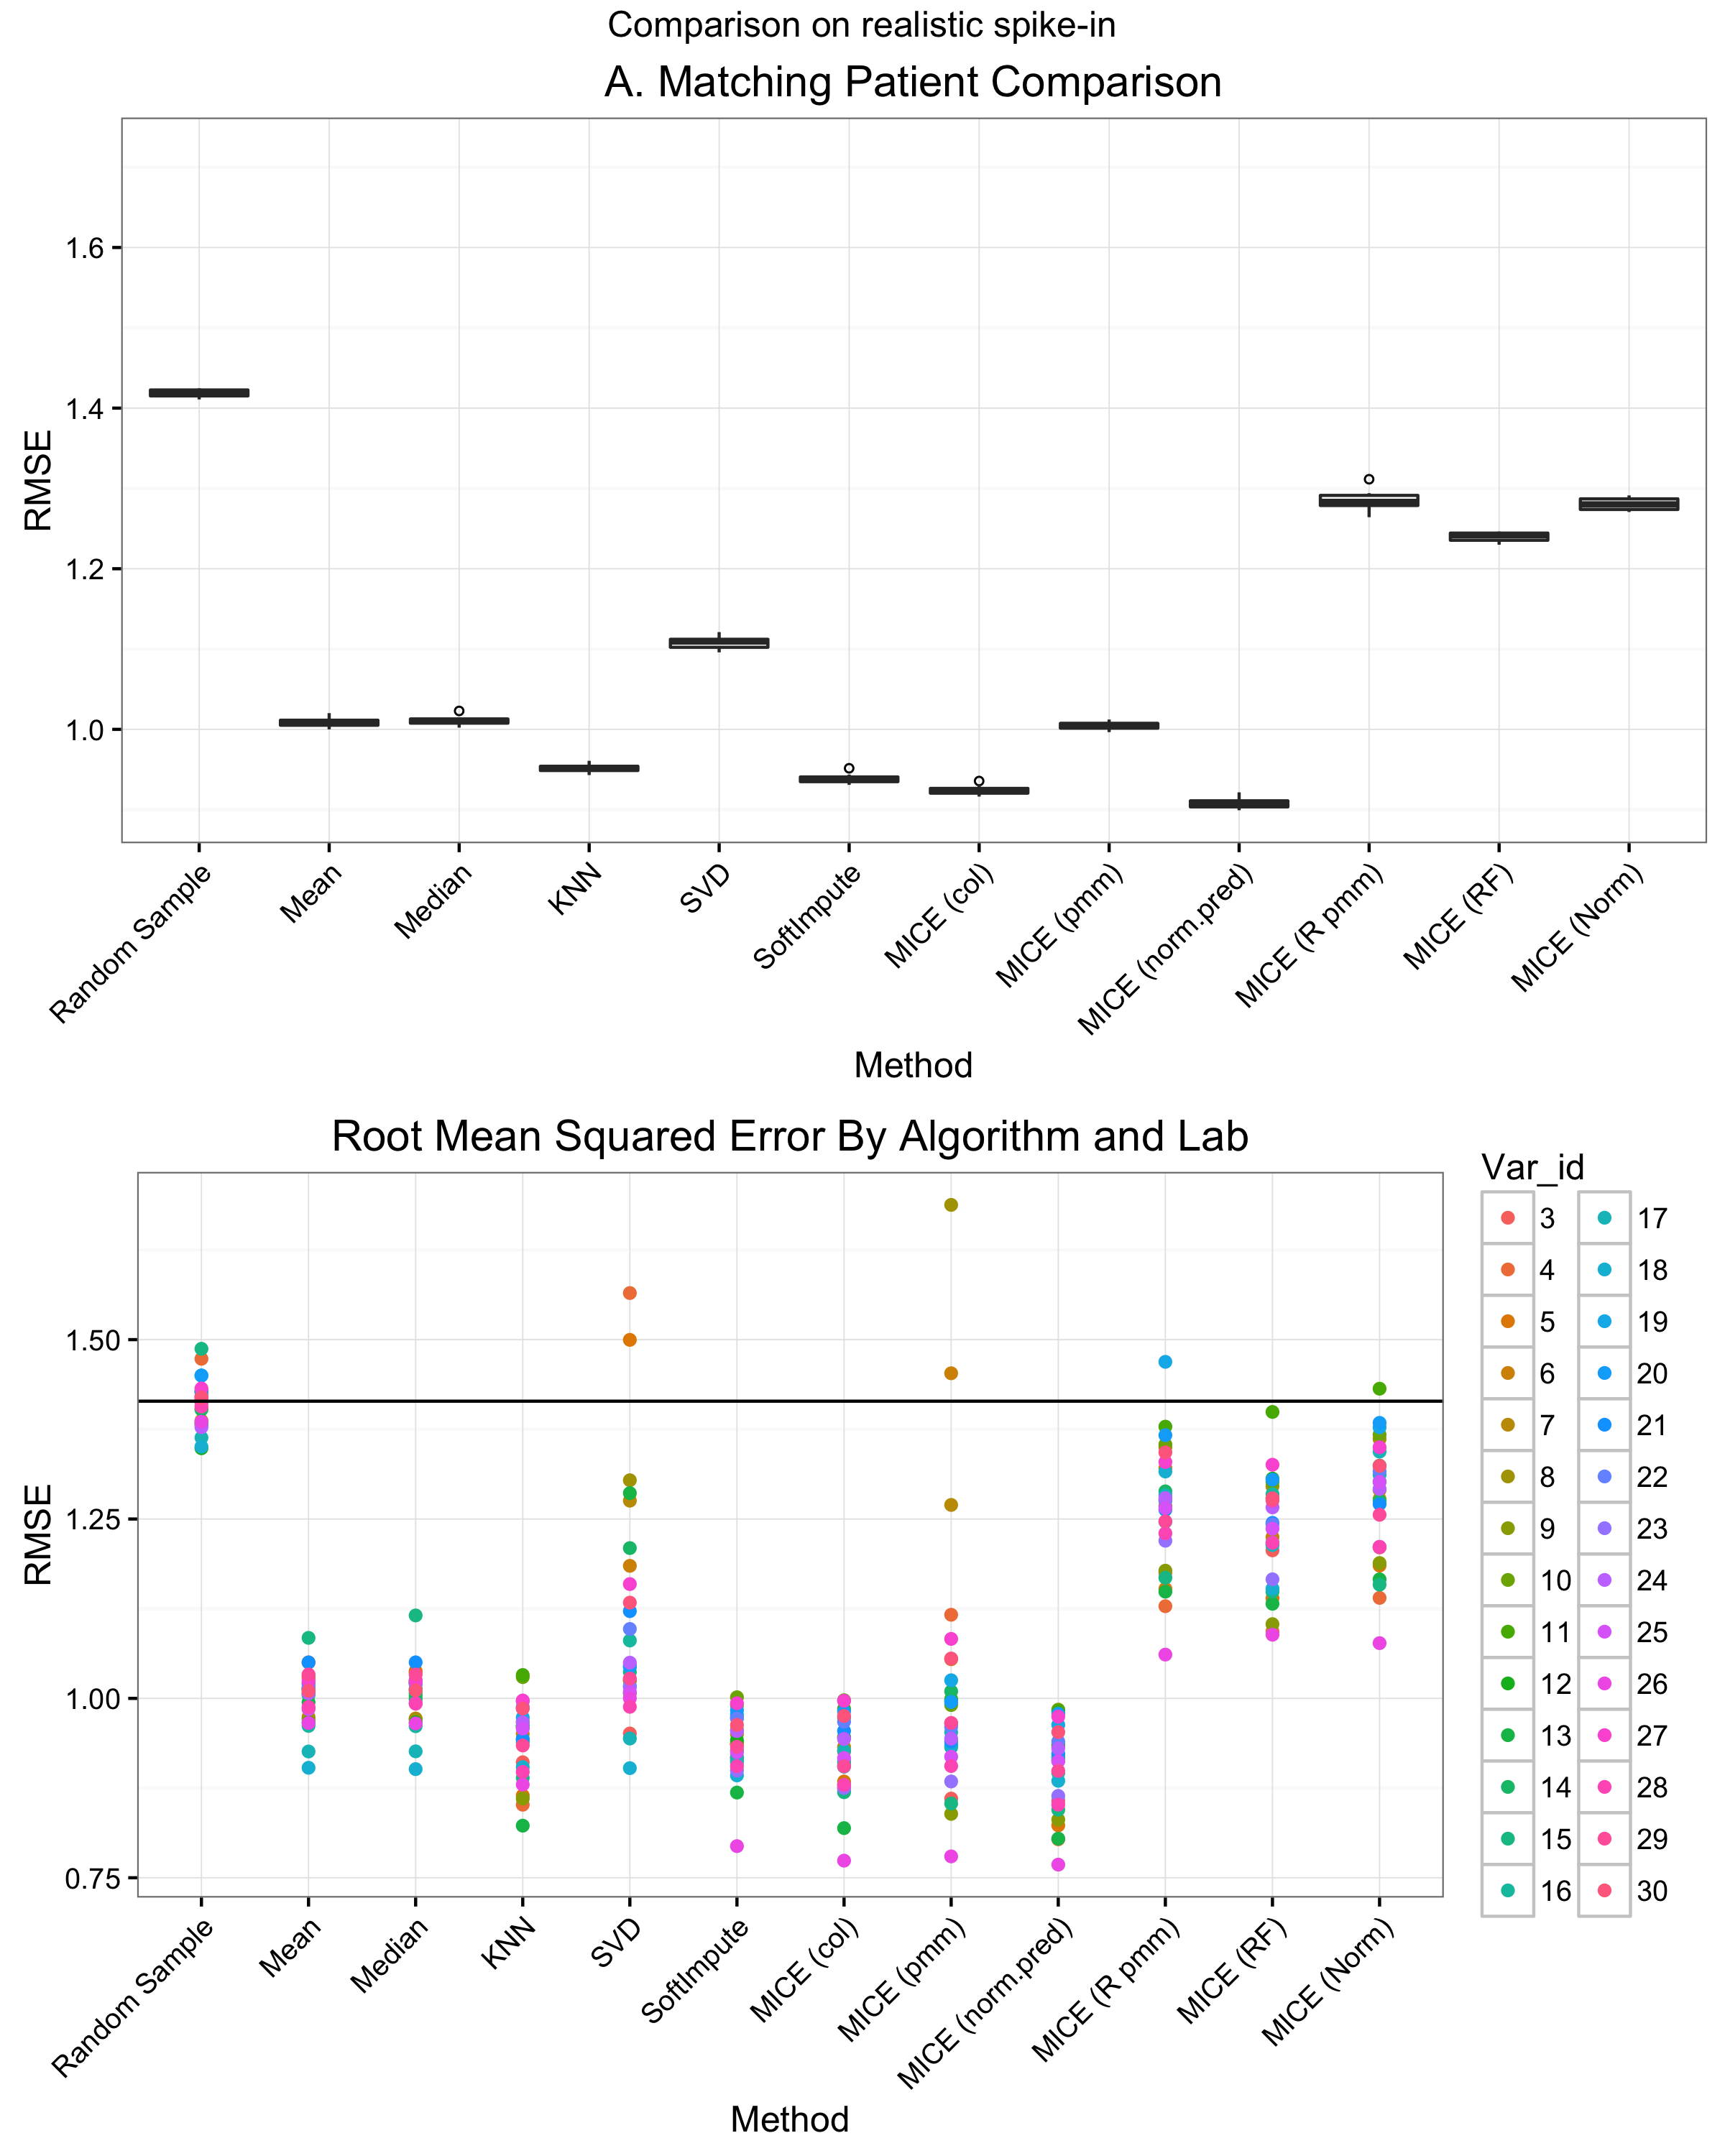 Comparison on realistic spike-in
A. Matching Patient Comparison
RMSE
1.6
1.4
1.2
1.0
Random Sample
Mean
Median
KNN
SVD
SoftImpute
MICE (col)
MICE (pmm)
MICE (norm.pred)
MICE (R pmm)
MICE (RF)
MICE (Norm)
Method
Root Mean Squared Error By Algorithm and Lab
RMSE
1.50
1.25
1.00
0.75
Random Sample
Mean
Median
KNN
SVD
SoftImpute
MICE (col)
MICE (pmm)
MICE (norm.pred)
MICE (R pmm)
MICE (RF)
MICE (Norm)
Method
Var_id
3 17
4 18
5 19
6 20
7 21
8 22
9 23
10 24
11 25
12 26
13 27
14 28
15 29
16 30